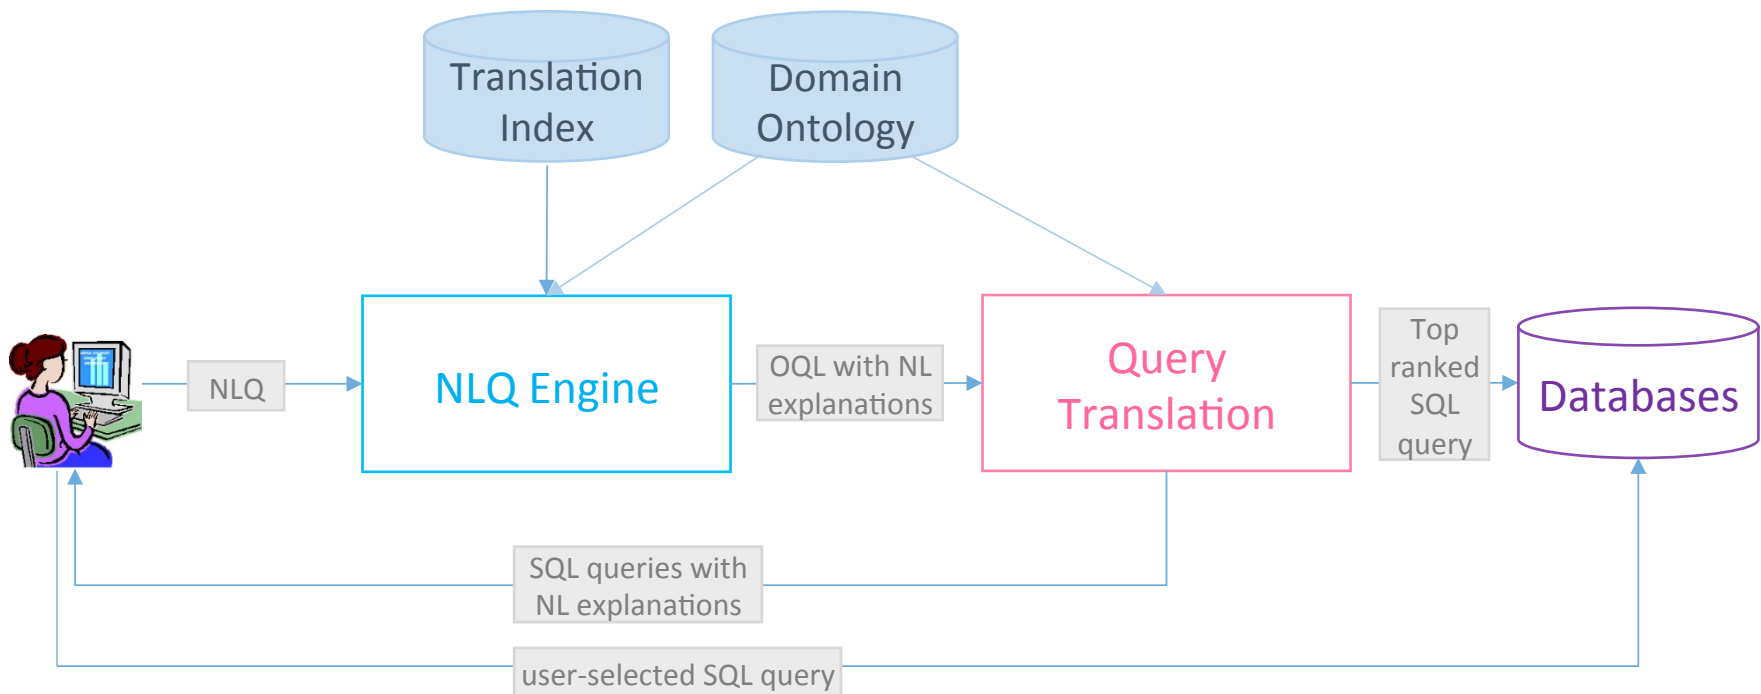 Translation
Index
Domain
Ontology
NLQ
NLQ Engine
OQL with NL
explanations
Query
Translation
Top
ranked
SQL
query
Databases
SQL queries with
NL explanations
user-selected SQL query